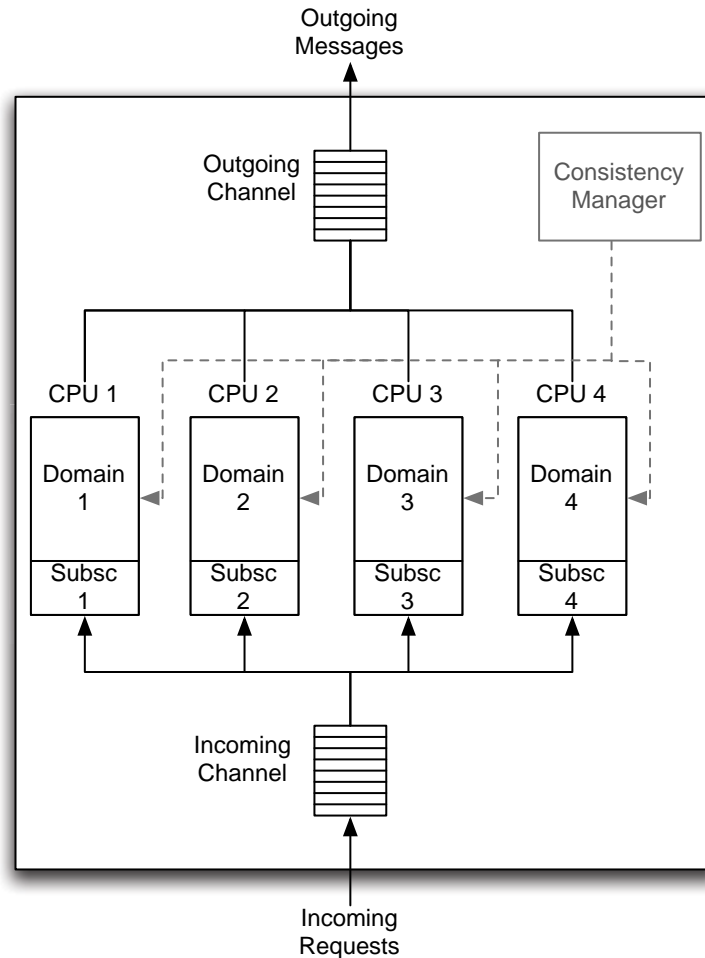 Outgoing
Messages
Outgoing
Channel
Consistency
Manager
CPU 1
CPU 2
CPU 3
CPU 4
Domain
1
Domain
2
Domain
3
Domain
4
Subsc
1
Subsc
2
Subsc
3
Subsc
4
Incoming
Channel
Incoming
Requests